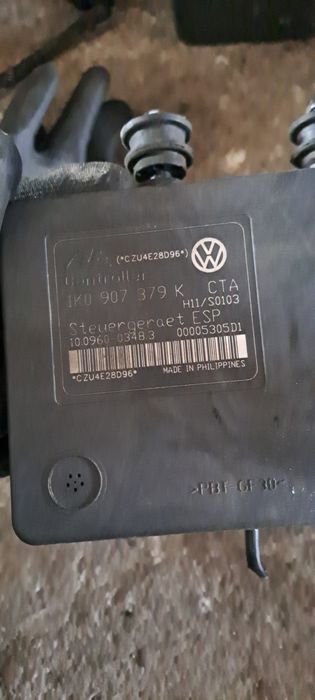 Ate (*CZU4E28D96*)
Controller
1K0 907 379 K CTA
H11/S0103
Steuergeraet ESP
10.0960-0348.3 00005305D1
*CZU4E28D96* MADE IN PHILIPPINES
>PBT-GF30<